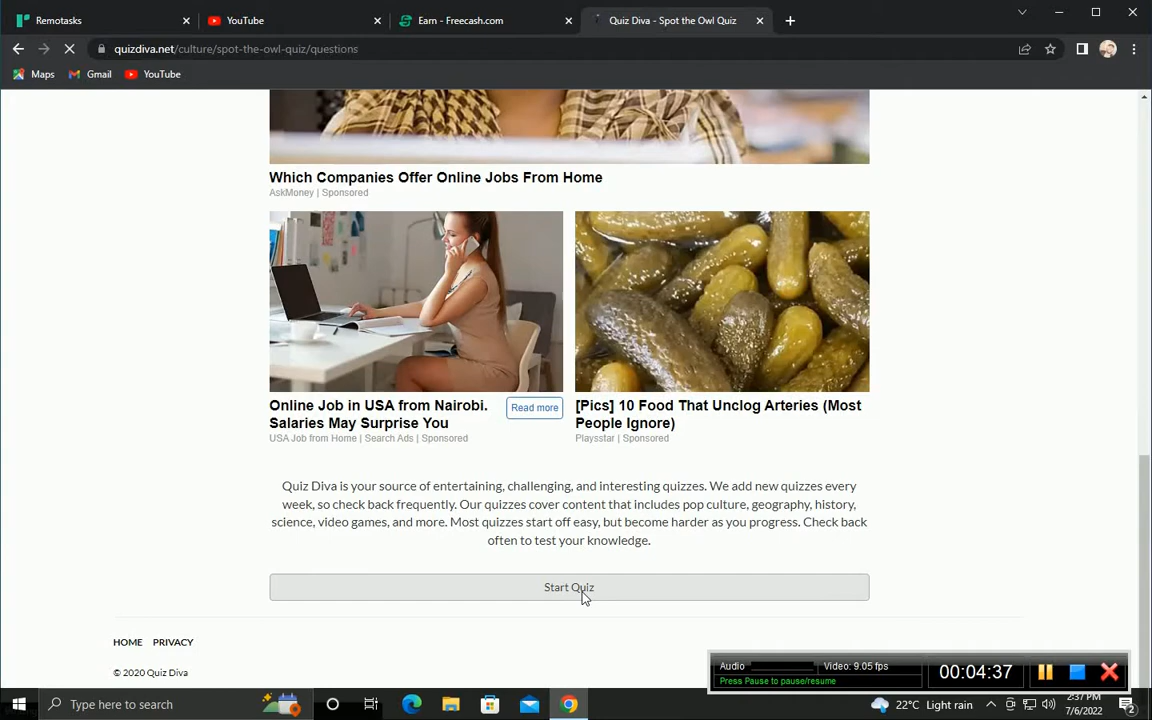 Remotasks
YouTube
Earn - Freecash.com
Quiz Diva - Spot the Owl Quiz
quizdiva.net/culture/spot-the-owl-quiz/questions
Maps
Gmail
YouTube
Which Companies Offer Online Jobs From Home
AskMoney | Sponsored
Online Job in USA from Nairobi.
Salaries May Surprise You
Read more
USA Job from Home | Search Ads | Sponsored
[Pics] 10 Food That Unclog Arteries (Most
People Ignore)
Playsstar | Sponsored
Quiz Diva is your source of entertaining, challenging, and interesting quizzes. We add new quizzes every
week, so check back frequently. Our quizzes cover content that includes pop culture, geography, history,
science, video games, and more. Most quizzes start off easy, but become harder as you progress. Check back
often to test your knowledge.
Start Quiz
HOME PRIVACY
© 2020 Quiz Diva
Audio
Video: 9.05 fps
Press Pause to pause/resume
00:04:37
Type here to search
22°C Light rain
2:37 PM
7/6/2022
2